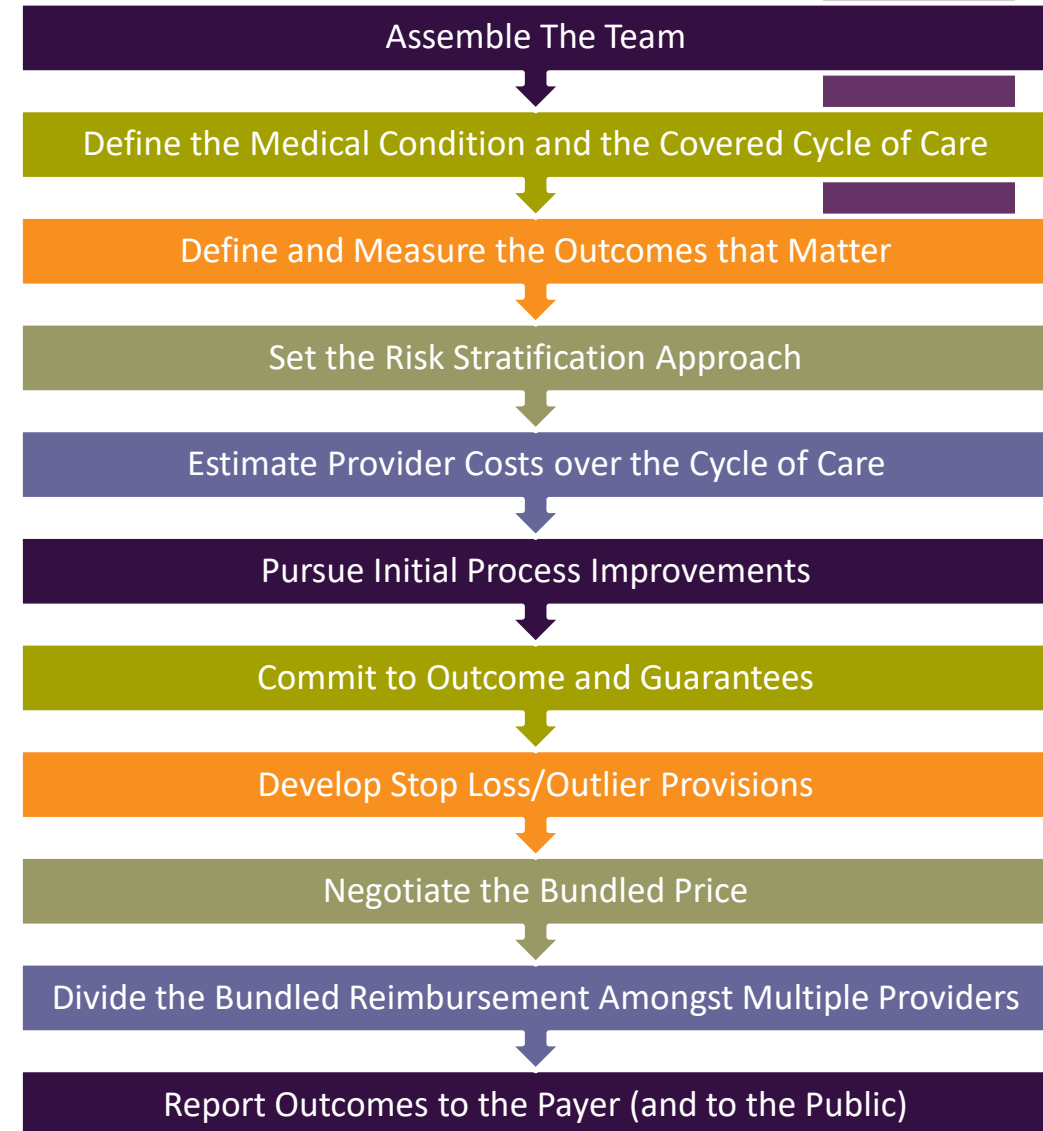 Assemble The Team
Define the Medical Condition and the Covered Cycle of Care
Define and Measure the Outcomes that Matter
Set the Risk Stratification Approach
Estimate Provider Costs over the Cycle of Care
Pursue Initial Process Improvements
Commit to Outcome and Guarantees
Develop Stop Loss/Outlier Provisions
Negotiate the Bundled Price
Divide the Bundled Reimbursement Amongst Multiple Providers
Report Outcomes to the Payer (and to the Public)